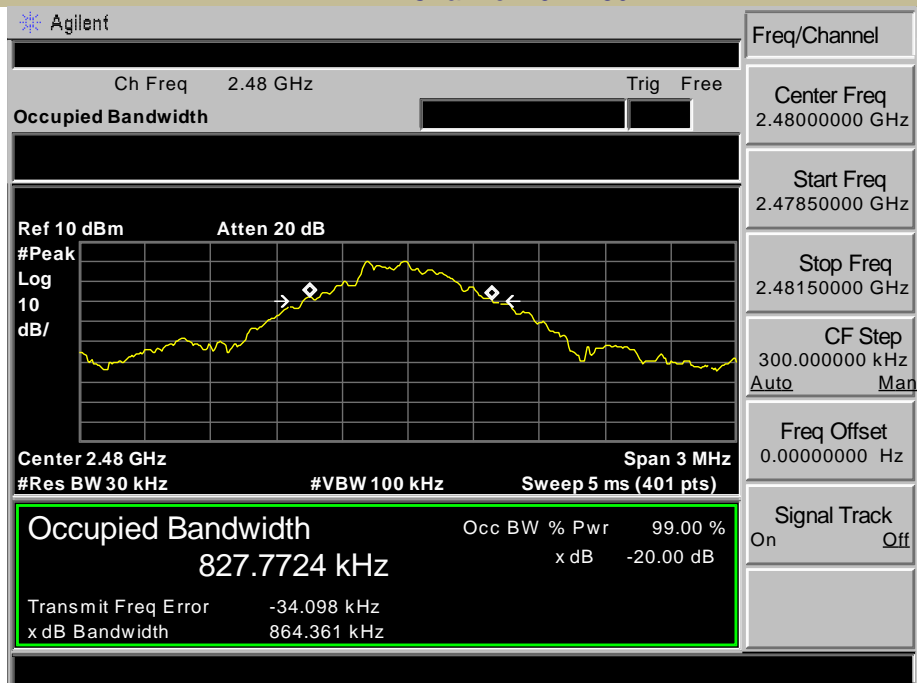 Agilent
Freq/Channel
Ch Freq 2.48 GHz Trig Free
Occupied Bandwidth
Center Freq
2.48000000 GHz
Start Freq
2.47850000 GHz
Stop Freq
2.48150000 GHz
CF Step
300.000000 kHz
Auto Man
Freq Offset
0.00000000 Hz
Signal Track
On Off
Ref 10 dBm Atten 20 dB
#Peak
Log
10
dB/
Center 2.48 GHz Span 3 MHz
#Res BW 30 kHz #VBW 100 kHz Sweep 5 ms (401 pts)
Occupied Bandwidth Occ BW % Pwr 99.00 %
827.7724 kHz x dB -20.00 dB
Transmit Freq Error -34.098 kHz
x dB Bandwidth 864.361 kHz